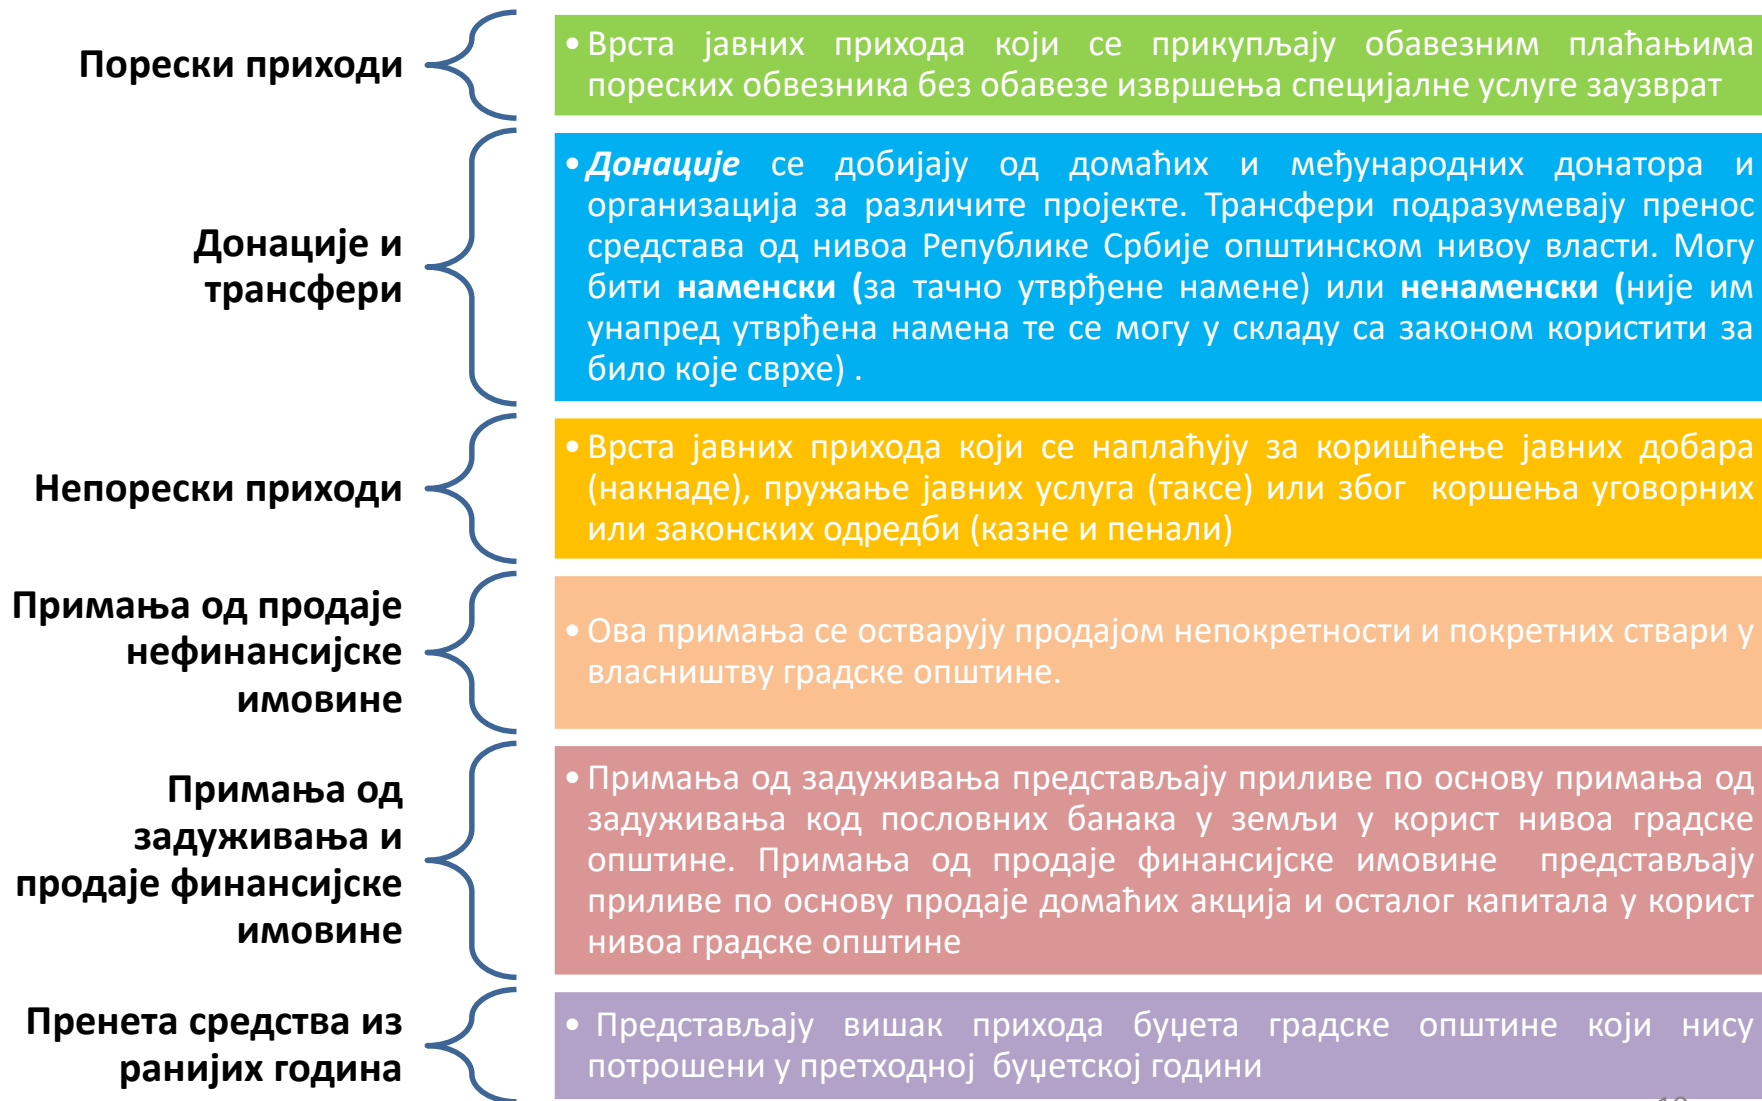 Порески приходи
• Врста јавних прихода који се прикупљају обавезним плаћањима
пореских обвезника без обавезе извршења специјалне услуге заузврат
Донације и
трансфери
• Донације се добијају од домаћих и међународних донатора и
организација за различите пројекте. Трансфери подразумевају пренос
средстава од нивоа Републике Србије општинском нивоу власти. Могу
бити наменски (за тачно утврђене намене) или ненаменски (није им
унапред утврђена намена те се могу у складу са законом користити за
било које сврхе) .
Непорески приходи
• Врста јавних прихода који се наплаћују за коришћење јавних добара
(накнаде), пружање јавних услуга (таксе) или због коршења уговорних
или законских одредби (казне и пенали)
Примања од продаје
нефинансијске
имовине
• Ова примања се остварују продајом непокретности и покретних ствари у
власништву градске општине.
Примања од
задуживања и
продаје финансијске
имовине
• Примања од задуживања представљају приливе по основу примања од
задуживања код пословних банака у земљи у корист нивоа градске
општине. Примања од продаје финансијске имовине представљају
приливе по основу продаје домаћих акција и осталог капитала у корист
нивоа градске општине
Пренета средства из
ранијих година
• Представљају вишак прихода буџета градске општине који нису
потрошени у претходној буџетској години